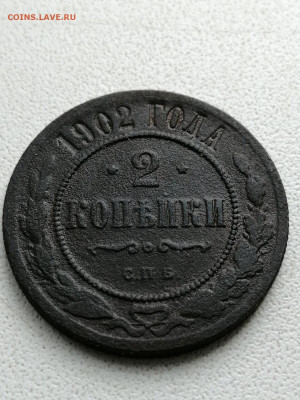 COINS.LAVE.RU
1902 ГОДА
2
КОПѢЙКИ
С.П.Б.